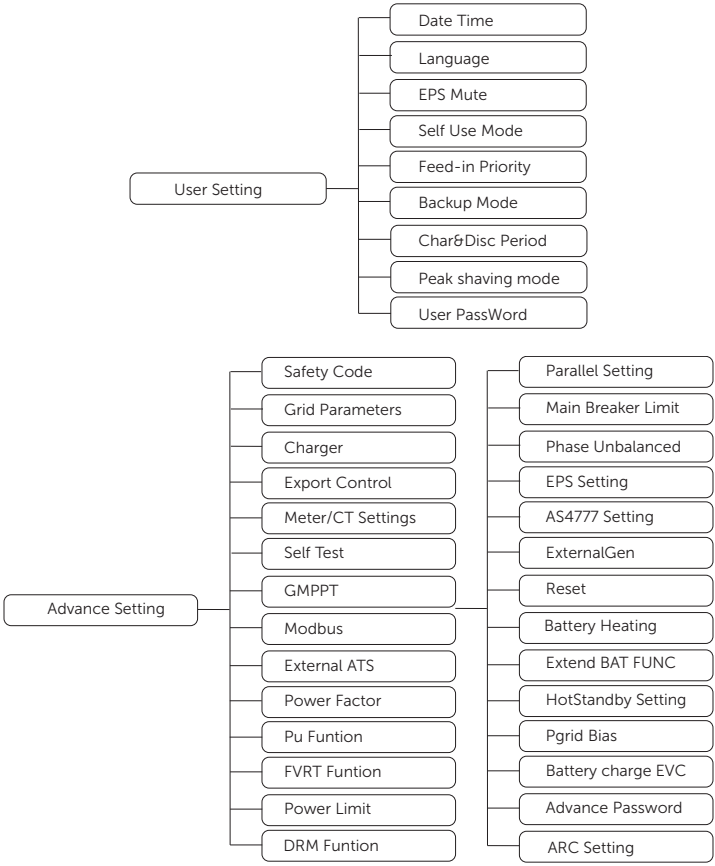 Date Time
Language
EPS Mute
Self Use Mode
Feed-in Priority
User Setting
Backup Mode
Char&Disc Period
Peak shaving mode
User PassWord
Advance Setting
Safety Code
Grid Parameters
Charger
Export Control
Meter/CT Settings
Self Test
GMPPT
Modbus
External ATS
Power Factor
Pu Funtion
FVRT Funtion
Power Limit
DRM Funtion
Parallel Setting
Main Breaker Limit
Phase Unbalanced
EPS Setting
AS4777 Setting
ExternalGen
Reset
Battery Heating
Extend BAT FUNC
HotStandby Setting
Pgrid Bias
Battery charge EVC
Advance Password
ARC Setting